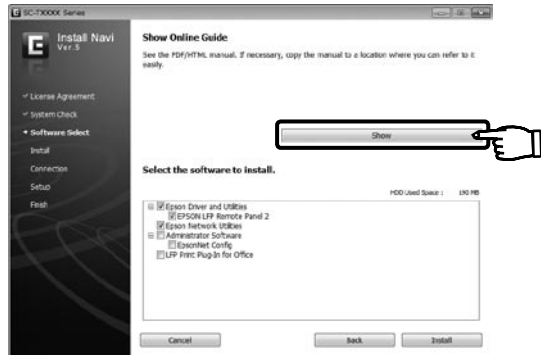 SC-TXXXX Series
Install Navi
Ver.5
License Agreement
System Check
Software Select
Install
Connection
Setup
Finish
Show Online Guide
See the PDF/HTML manual. If necessary, copy the manual to a location where you can refer to it
easily.
Show
Select the software to install.
HDD Used Space : 190 MB
Epson Driver and Utilities
EPSON LFP Remote Panel 2
Epson Network Utilities
Administrator Software
EpsonNet Config
LFP Print Plug-In for Office
Cancel
Back
Install